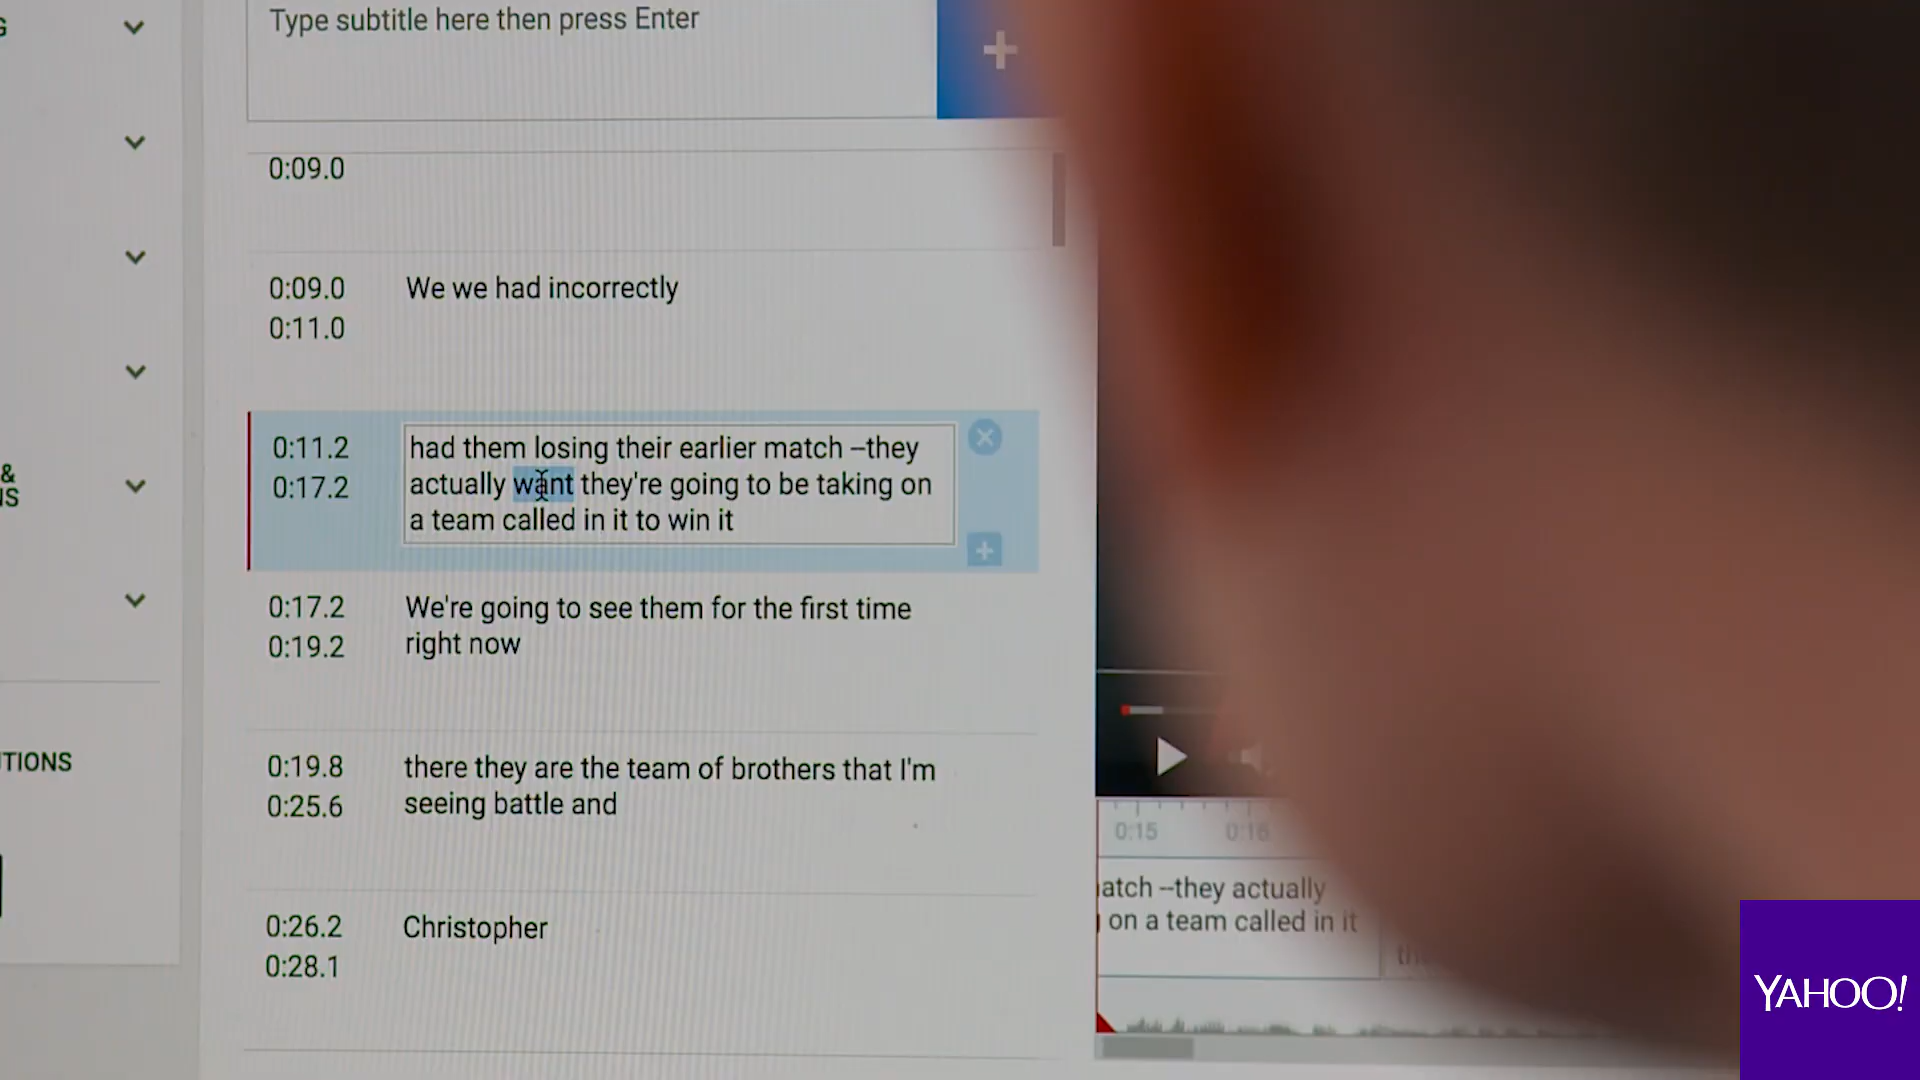 Type subtitle here then press Enter
0:09.0
0:09.0
We we had incorrectly
0:11.0
0:11.2
0:17.2
had them losing their earlier match –they
actually want they're going to be taking on
a team called in it to win it
0:17.2
0:19.2
We're going to see them for the first time
right now
0:19.8
0:25.6
there they are the team of brothers that I'm
seeing battle and
0:26.2
0:28.1
Christopher
&
TIONS
0:15
0:16
atch –they actually
on a team called in it
YAHOO!